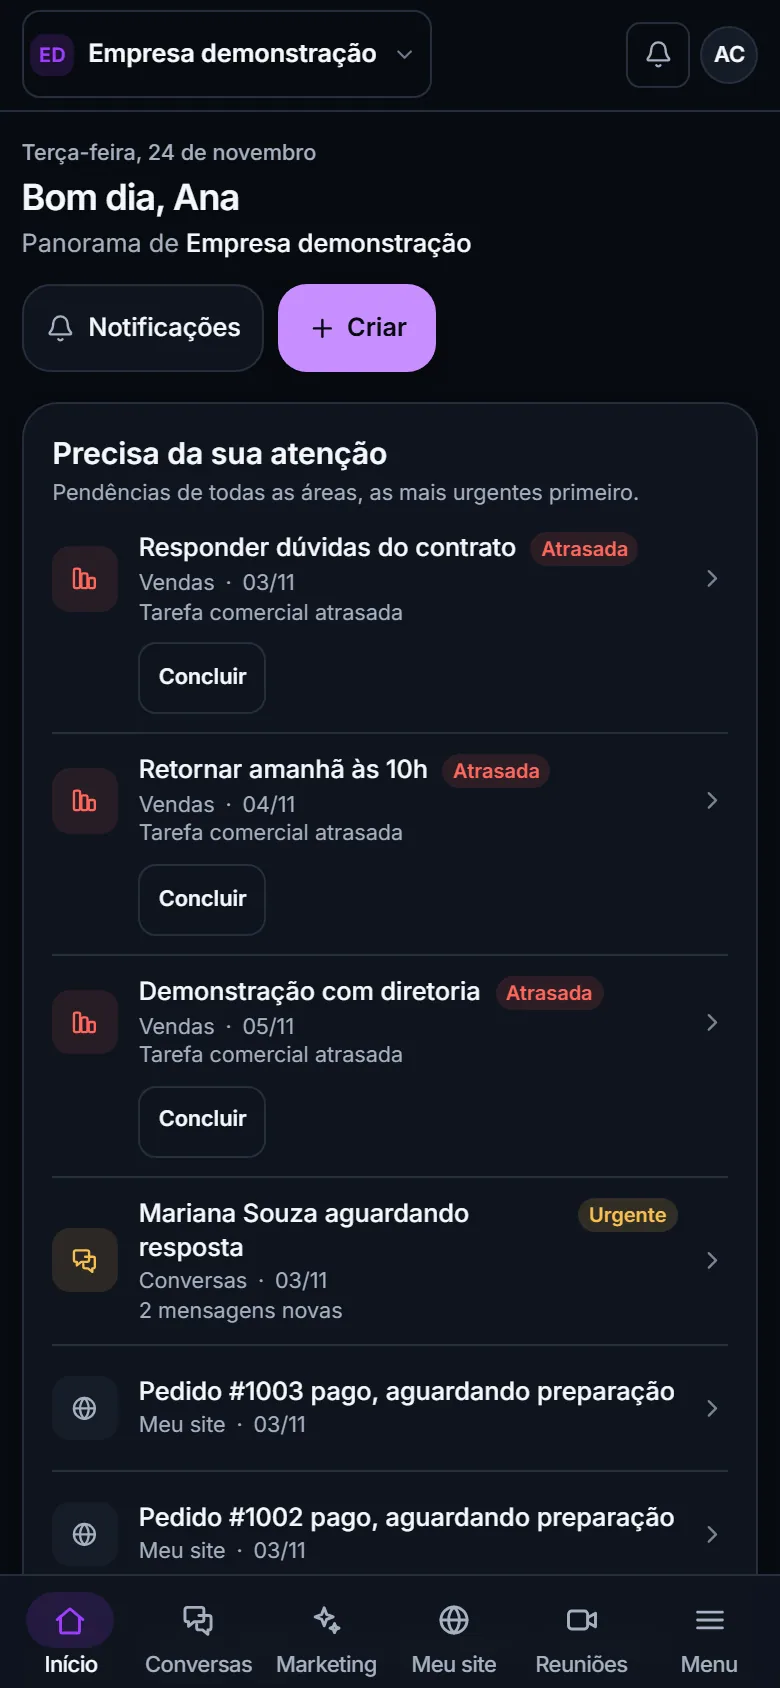 ED Empresa demonstração AC
Terça-feira, 24 de novembro
Bom dia, Ana
Panorama de Empresa demonstração
Notificações + Criar
Precisa da sua atenção
Pendências de todas as áreas, as mais urgentes primeiro.
Responder dúvidas do contrato Atrasada
Vendas · 03/11
Tarefa comercial atrasada
Concluir
Retornar amanhã às 10h Atrasada
Vendas · 04/11
Tarefa comercial atrasada
Concluir
Demonstração com diretoria Atrasada
Vendas · 05/11
Tarefa comercial atrasada
Concluir
Mariana Souza aguardando Urgente
resposta
Conversas · 03/11
2 mensagens novas
Pedido #1003 pago, aguardando preparação
Meu site · 03/11
Pedido #1002 pago, aguardando preparação
Meu site · 03/11
Início Conversas Marketing Meu site Reuniões Menu